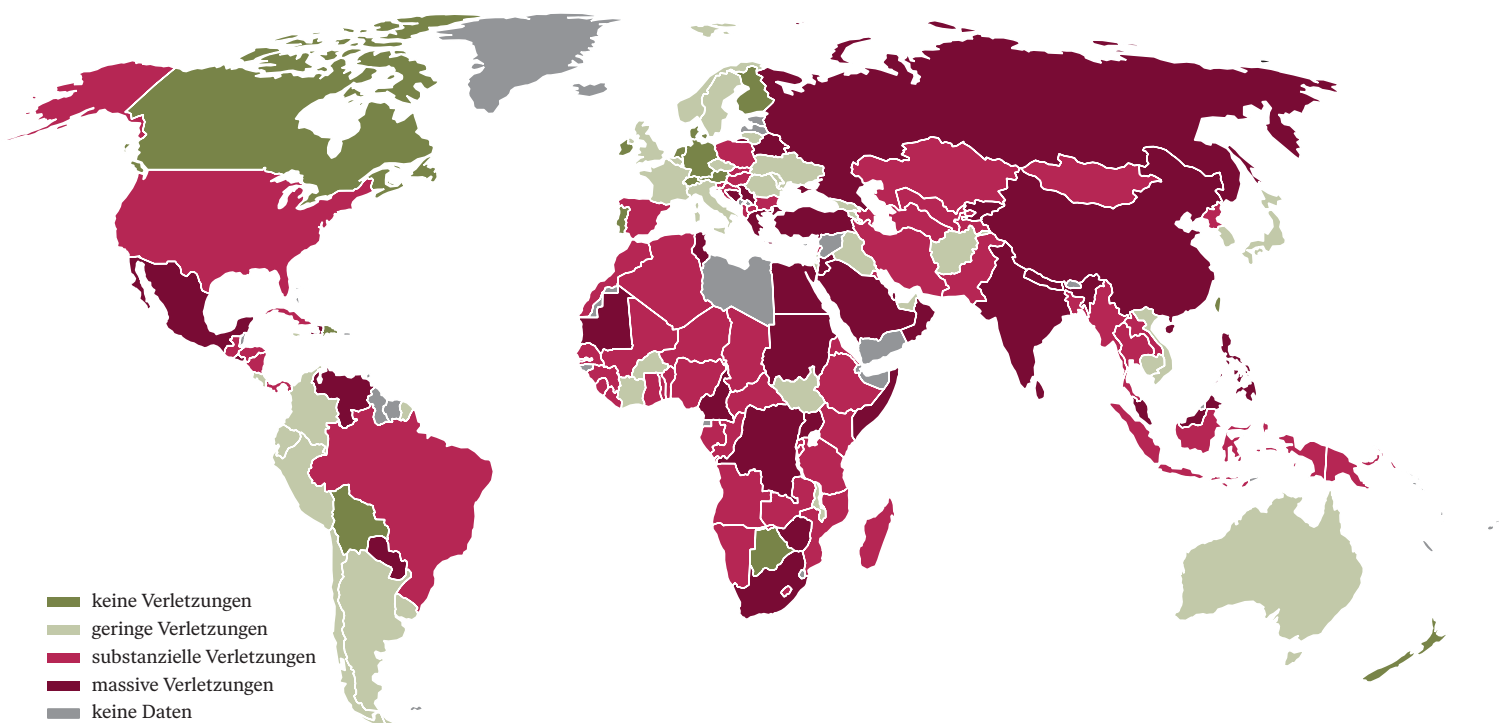 keine Verletzungen
geringe Verletzungen
substanzielle Verletzungen
massive Verletzungen
keine Daten